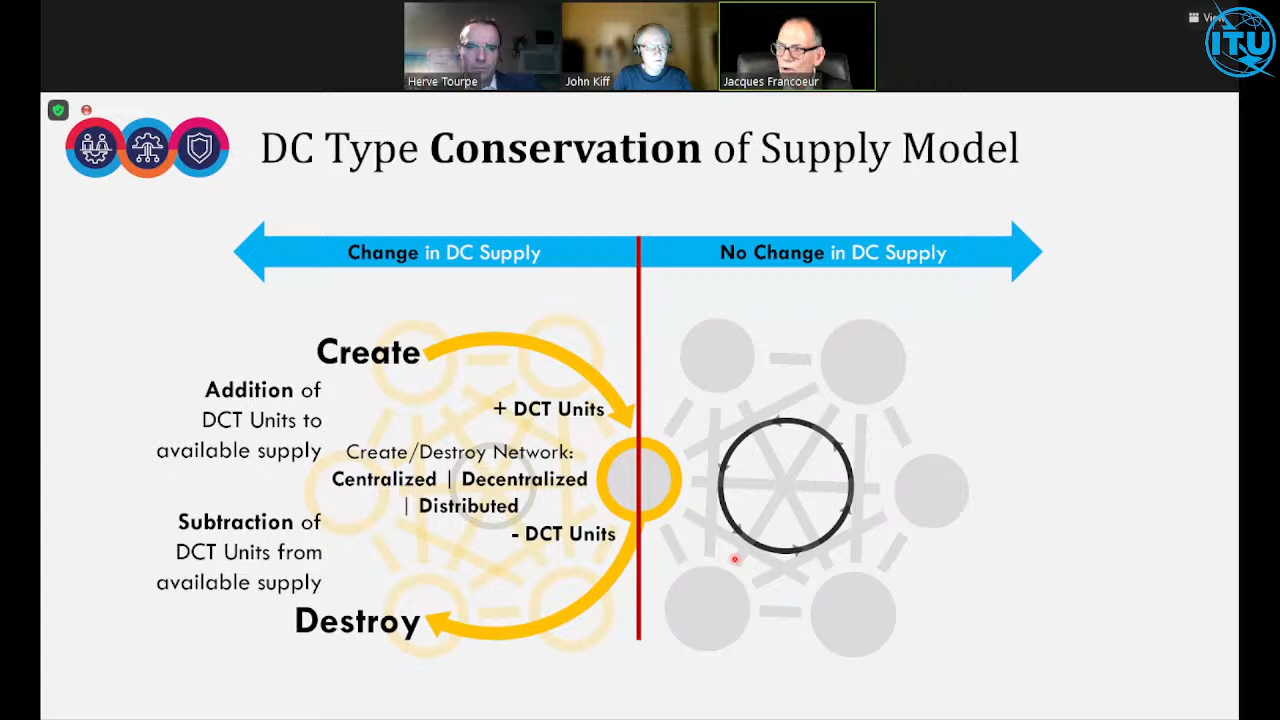 Herve Tourpe
John Kiff
Jacques Francoeur
ITU
DC Type Conservation of Supply Model
Change in DC Supply
No Change in DC Supply
Create
Addition of
DCT Units to
available supply
+ DCT Units
Create/Destroy Network:
Centralized | Decentralized
| Distributed
- DCT Units
Subtraction of
DCT Units from
available supply
Destroy